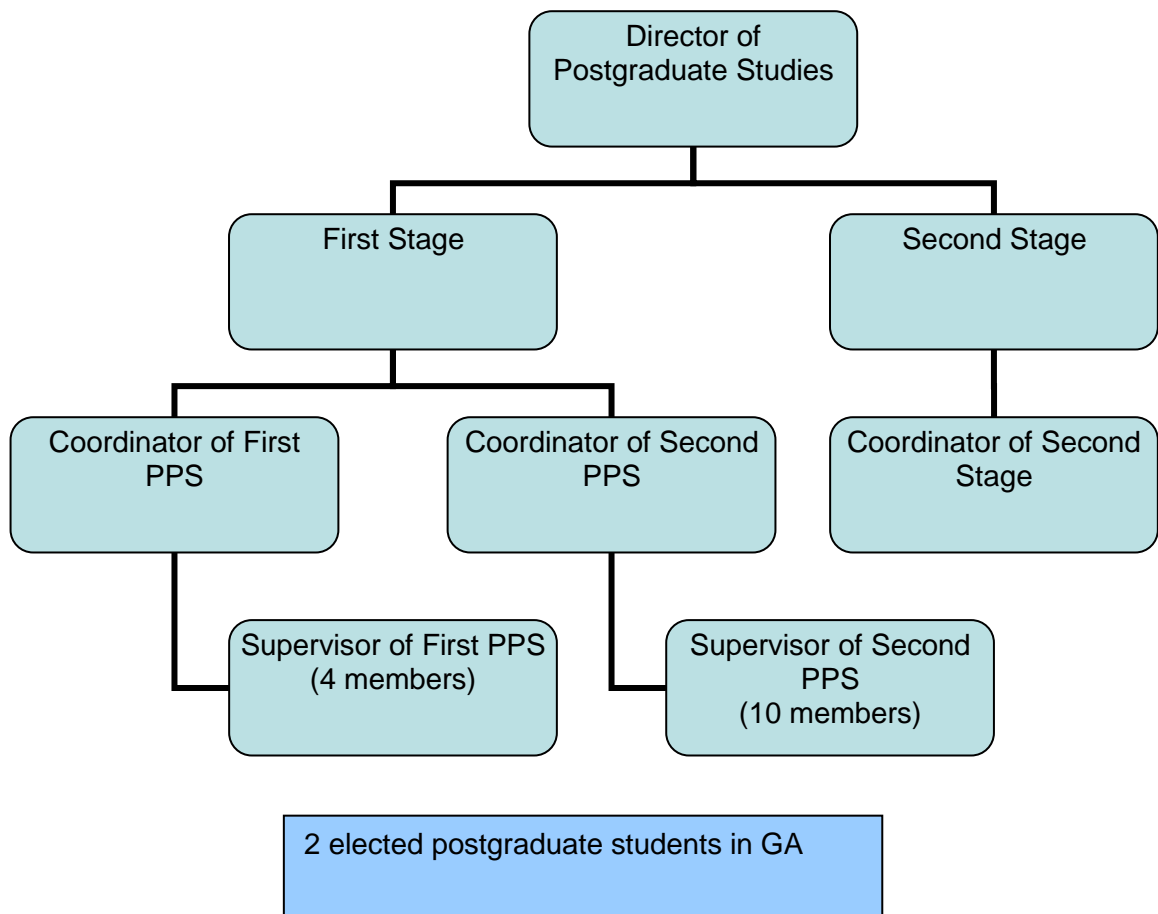 Director of
Postgraduate Studies
First Stage
Second Stage
Coordinator of First
PPS
Coordinator of Second
PPS
Coordinator of Second
Stage
Supervisor of First PPS
(4 members)
Supervisor of Second
PPS
(10 members)
2 elected postgraduate students in GA